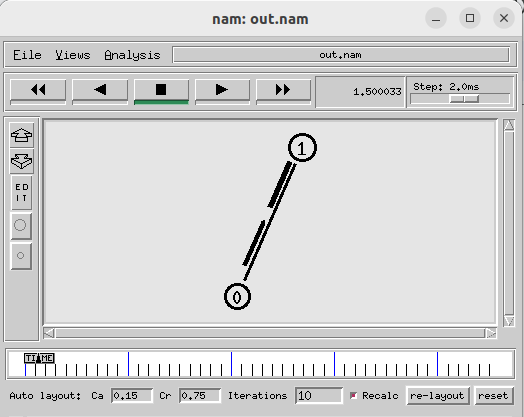 nam: out.nam
File Views Analysis out.nam
1.500033 Step: 2.0ms
ED
IT
1
0
TIME
Auto layout: Ca 0.15 Cr 0.75 Iterations 10 Recalc re-layout reset